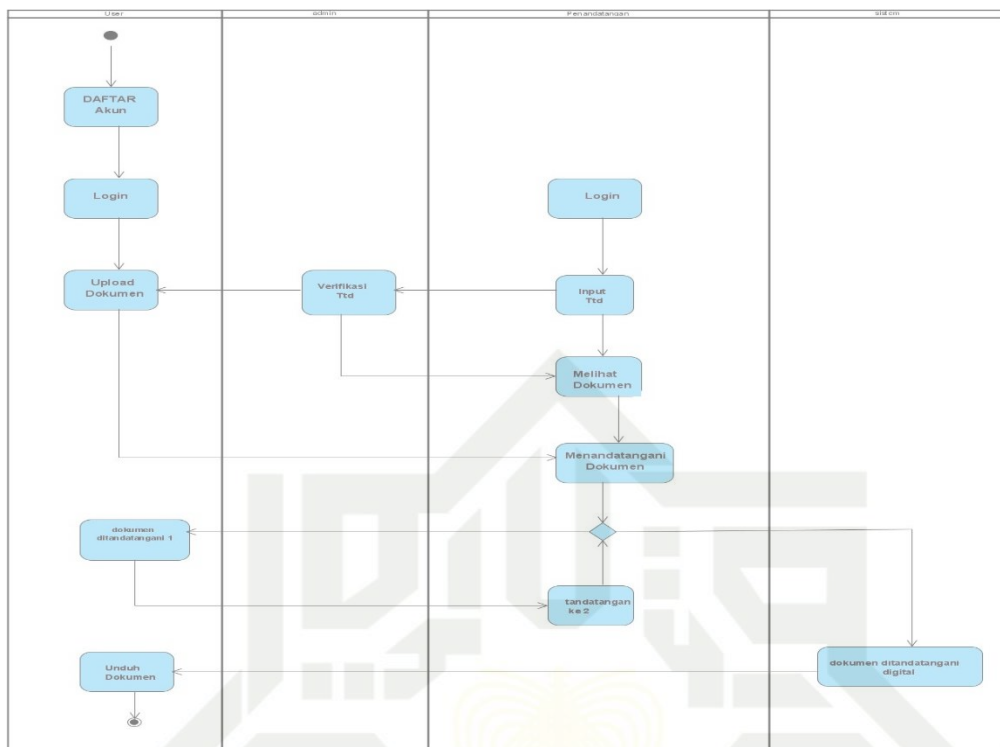 User
admin
Penandatangan
sistem
DAFTAR
Akun
Login
Login
Upload
Dokumen
Verifikasi
Ttd
Input
Ttd
Melihat
Dokumen
Menandatangani
Dokumen
dokumen
ditandatangani 1
tandatangan
ke 2
Unduh
Dokumen
dokumen ditandatangani
digital